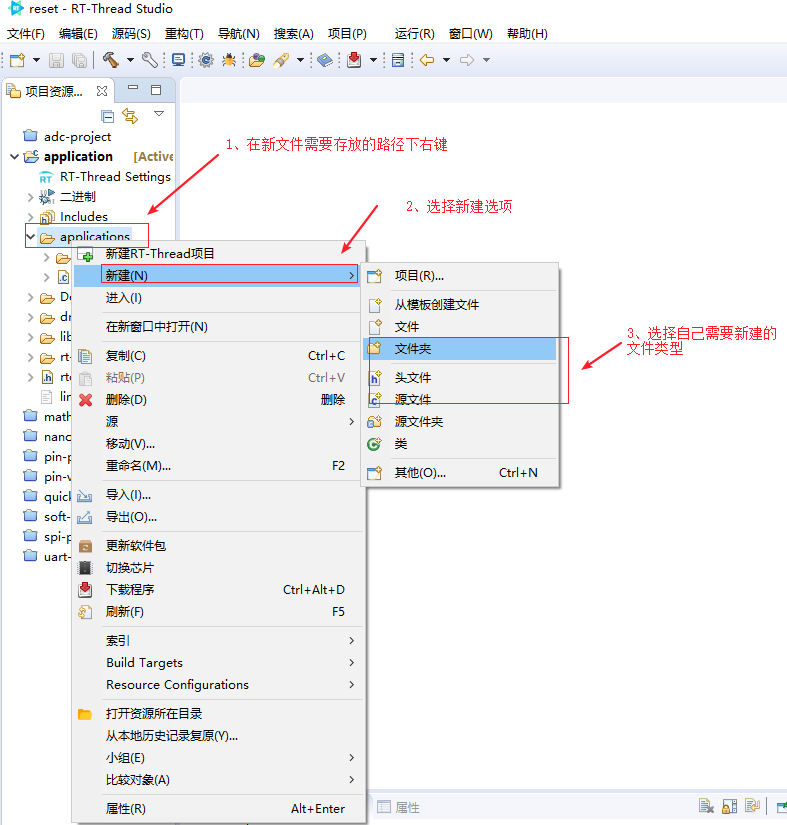 reset - RT-Thread Studio
文件(F) 编辑(E) 源码(S) 重构(T) 导航(N) 搜索(A) 项目(P) 运行(R) 窗口(W) 帮助(H)
项目资源...
adc-project
application [Active
RT-Thread Settings
二进制
Includes
applications
1、在新文件需要存放的路径下右键
2、选择新建选项
3、选择自己需要新建的
文件类型
新建RT-Thread项目
新建(N)
进入(I)
在新窗口中打开(N)
复制(C) Ctrl+C
粘贴(P) Ctrl+V
删除(D) 删除
源
移动(V)...
重命名(M)... F2
导入(I)...
导出(O)...
更新软件包
切换芯片
下载程序 Ctrl+Alt+D
刷新(F) F5
索引
Build Targets
Resource Configurations
打开资源所在目录
从本地历史记录复原(Y)...
小组(E)
比较对象(A)
属性(R) Alt+Enter
项目(R)...
从模板创建文件
文件
文件夹
头文件
源文件
源文件夹
类
其他(O)... Ctrl+N
lib
rt-
math
nano
pin-p
pin-v
quick
soft-
spi-p
uart-
属性